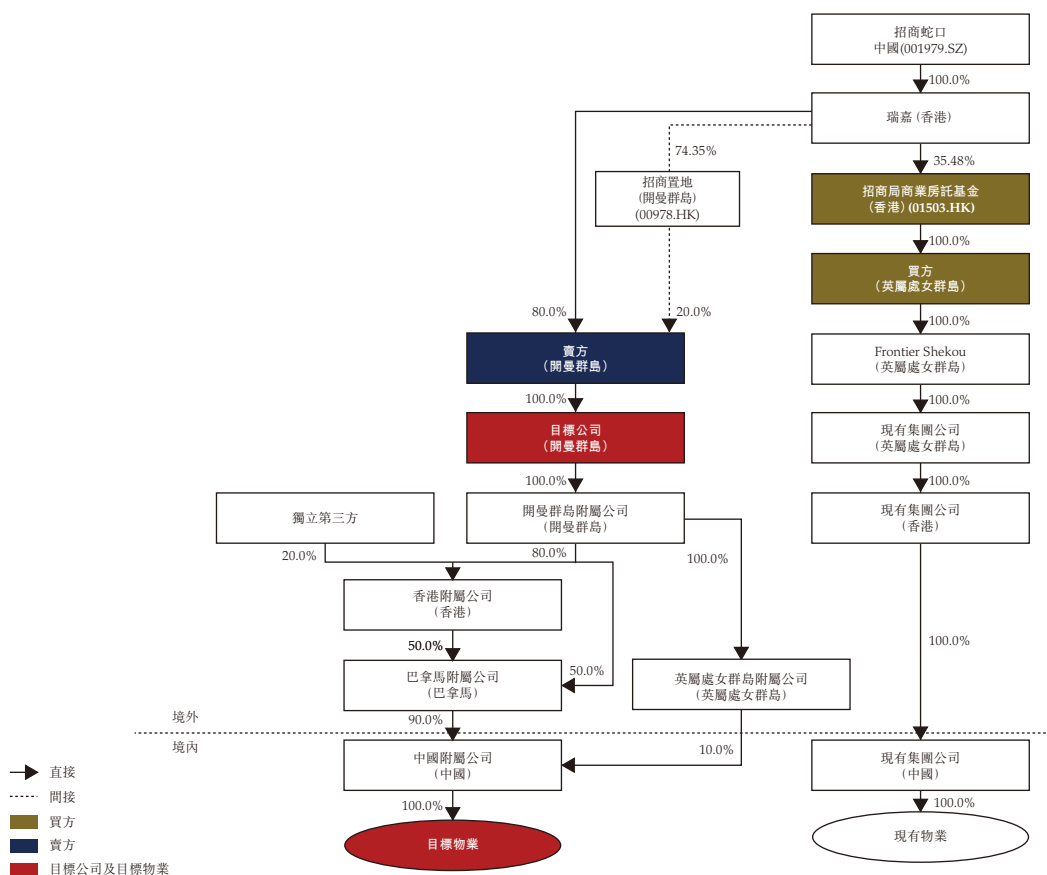 招商蛇口
中國(001979.SZ)
100.0%
瑞嘉 (香港)
74.35%
35.48%
招商置地
(開曼群島)
(00978.HK)
招商局商業房託基金
(香港) (01503.HK)
100.0%
買方
(英屬處女群島)
80.0%
20.0%
100.0%
賣方
(開曼群島)
Frontier Shekou
(英屬處女群島)
100.0%
100.0%
目標公司
(開曼群島)
現有集團公司
(英屬處女群島)
100.0%
100.0%
獨立第三方
開曼群島附屬公司
(開曼群島)
現有集團公司
(香港)
20.0%
80.0%
100.0%
香港附屬公司
(香港)
50.0%
100.0%
巴拿馬附屬公司
(巴拿馬)
50.0%
英屬處女群島附屬公司
(英屬處女群島)
境外
90.0%
境內
10.0%
中國附屬公司
(中國)
現有集團公司
(中國)
直接
間接
100.0%
100.0%
買方
目標物業
現有物業
賣方
目標公司及目標物業